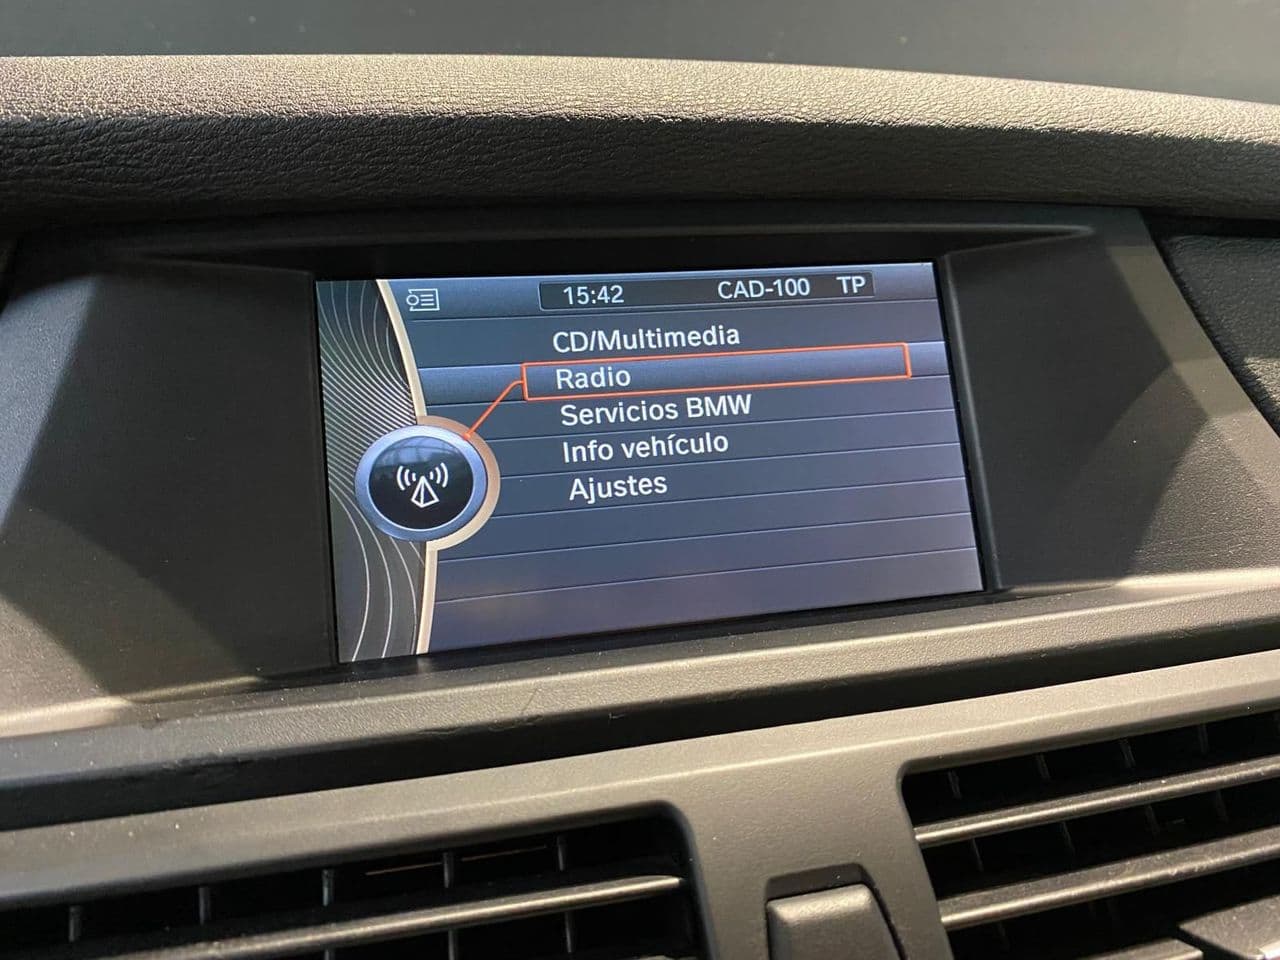 15:42 CAD-100 TP
CD/Multimedia
Radio
Servicios BMW
Info vehículo
Ajustes